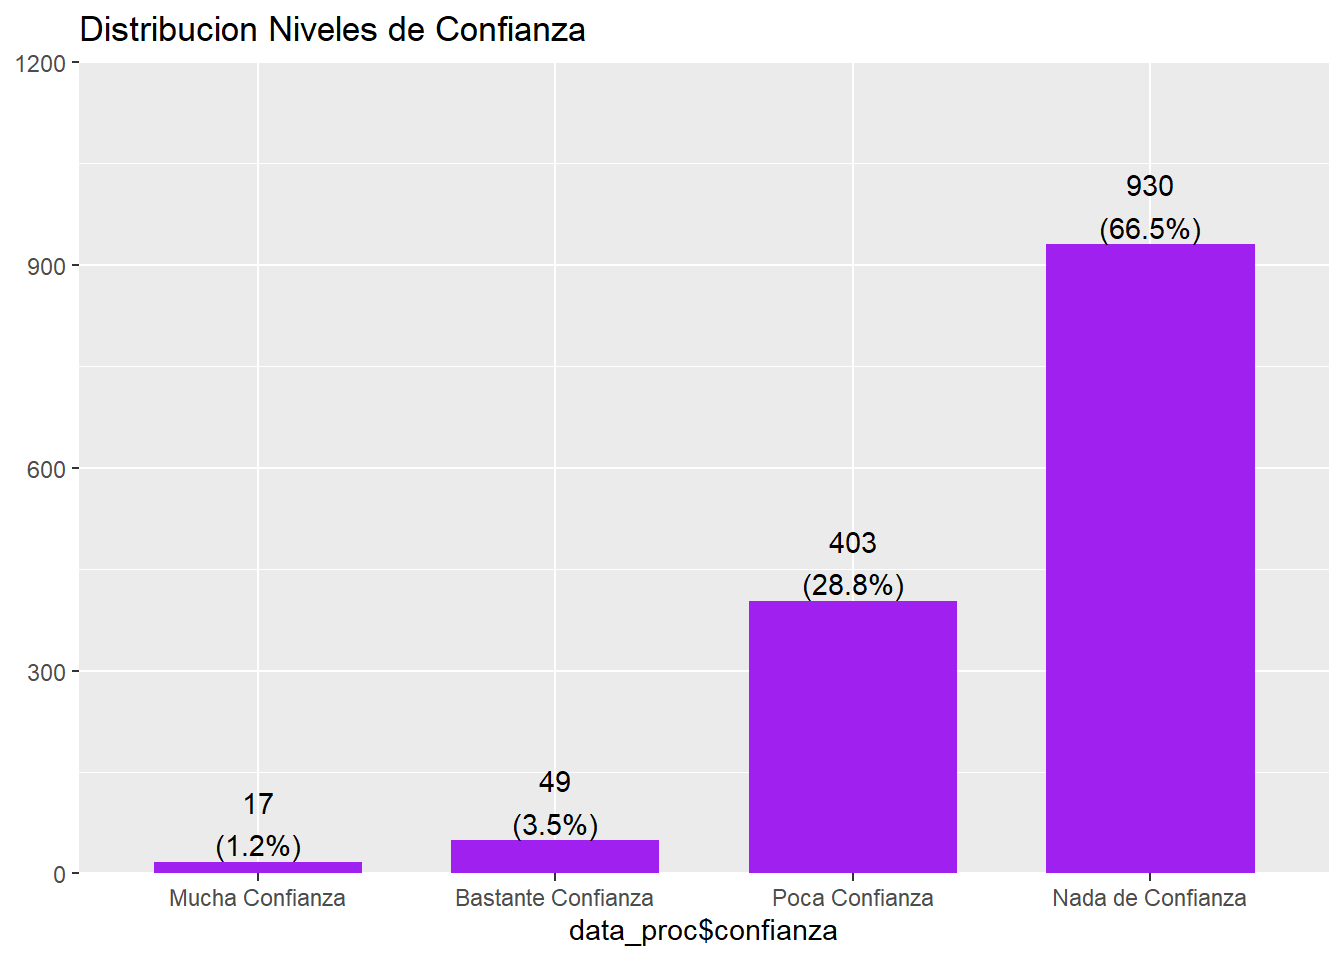 Distribucion Niveles de Confianza
1200
900
600
300
0
17
(1.2%)
49
(3.5%)
403
(28.8%)
930
(66.5%)
Mucha Confianza
Bastante Confianza
Poca Confianza
Nada de Confianza
data_proc$confianza